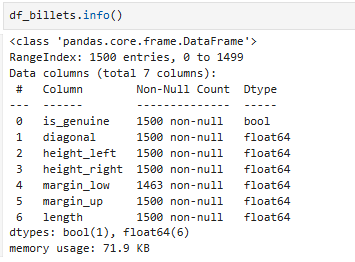 df_billets.info()
<class 'pandas.core.frame.DataFrame'>
RangeIndex: 1500 entries, 0 to 1499
Data columns (total 7 columns):
 #   Column        Non-Null Count  Dtype
---  ------        --------------  -----
 0   is_genuine    1500 non-null   bool
 1   diagonal      1500 non-null   float64
 2   height_left   1500 non-null   float64
 3   height_right  1500 non-null   float64
 4   margin_low    1463 non-null   float64
 5   margin_up     1500 non-null   float64
 6   length        1500 non-null   float64
dtypes: bool(1), float64(6)
memory usage: 71.9 KB